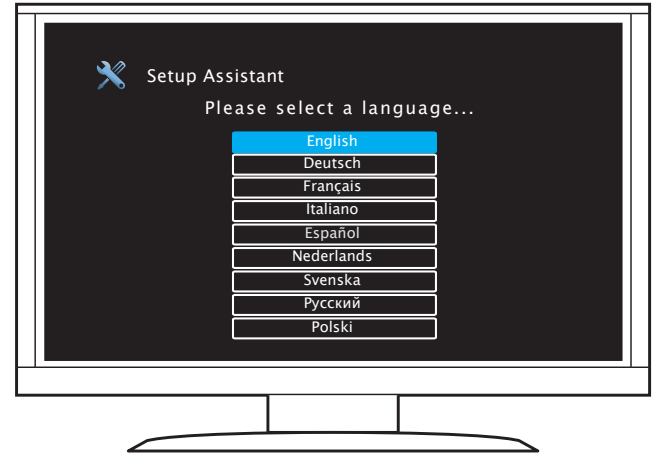 Setup Assistant
Please select a language...
English
Deutsch
Français
Italiano
Español
Nederlands
Svenska
Русский
Polski